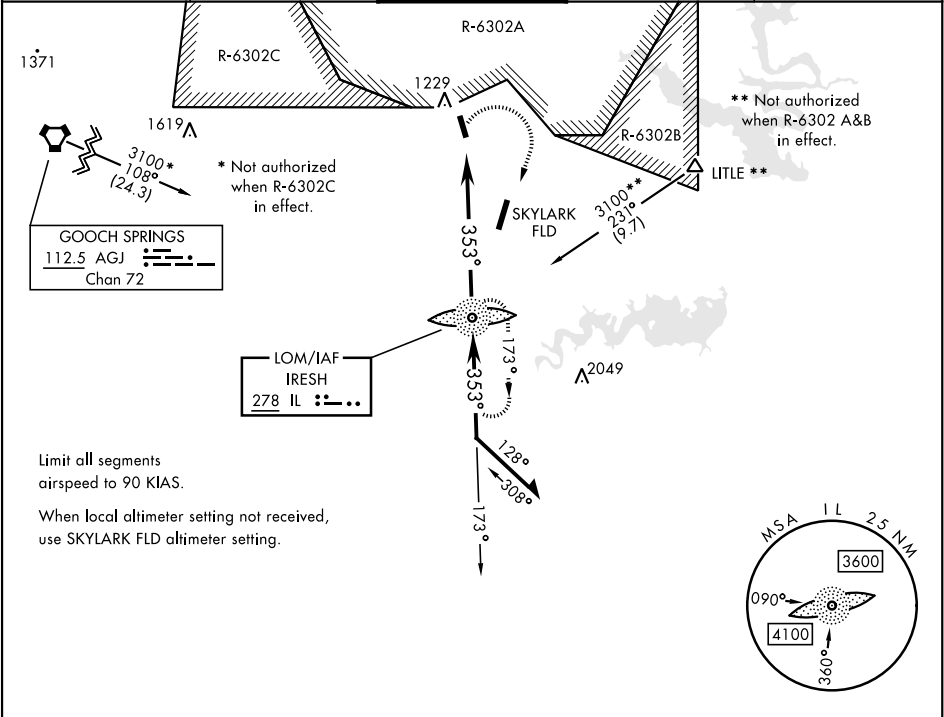 R-6302A
R-6302C
1371
1229
1619
R-6302B
** Not authorized
when R-6302 A&B
in effect.
3100*
108°
(24.3)
* Not authorized
when R-6302C
in effect.
LITLE **
3100**
231°
(9.7)
SKYLARK
FLD
GOOCH SPRINGS
112.5 AGJ
Chan 72
353°
LOM/IAF
IRESH
278 IL
173°
353°
2049
128°
308°
173°
Limit all segments
airspeed to 90 KIAS.
When local altimeter setting not received,
use SKYLARK FLD altimeter setting.
MSA IL 25 NM
3600
090°
4100
360°